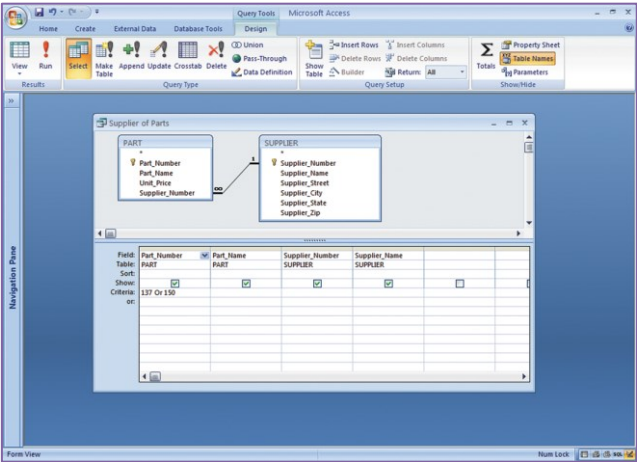 Query Tools Microsoft Access
Home Create External Data Database Tools Design
View
Run
Select
Make Table
Append
Update
Crosstab
Delete
Union
Pass-Through
Data Definition
Show Table
Insert Rows
Delete Rows
Builder
Insert Columns
Delete Columns
Return: All
Totals
Property Sheet
Table Names
Parameters
Results Query Type Query Setup Show/Hide
»
Navigation Pane
Supplier of Parts
PART
*
Part_Number
Part_Name
Unit_Price
Supplier_Number
∞
1
SUPPLIER
*
Supplier_Number
Supplier_Name
Supplier_Street
Supplier_City
Supplier_State
Supplier_Zip
Field: Part_Number Part_Name Supplier_Number Supplier_Name
Table: PART PART SUPPLIER SUPPLIER
Sort:
Show:
Criteria: 137 Or 150
or:
Form View Num Lock